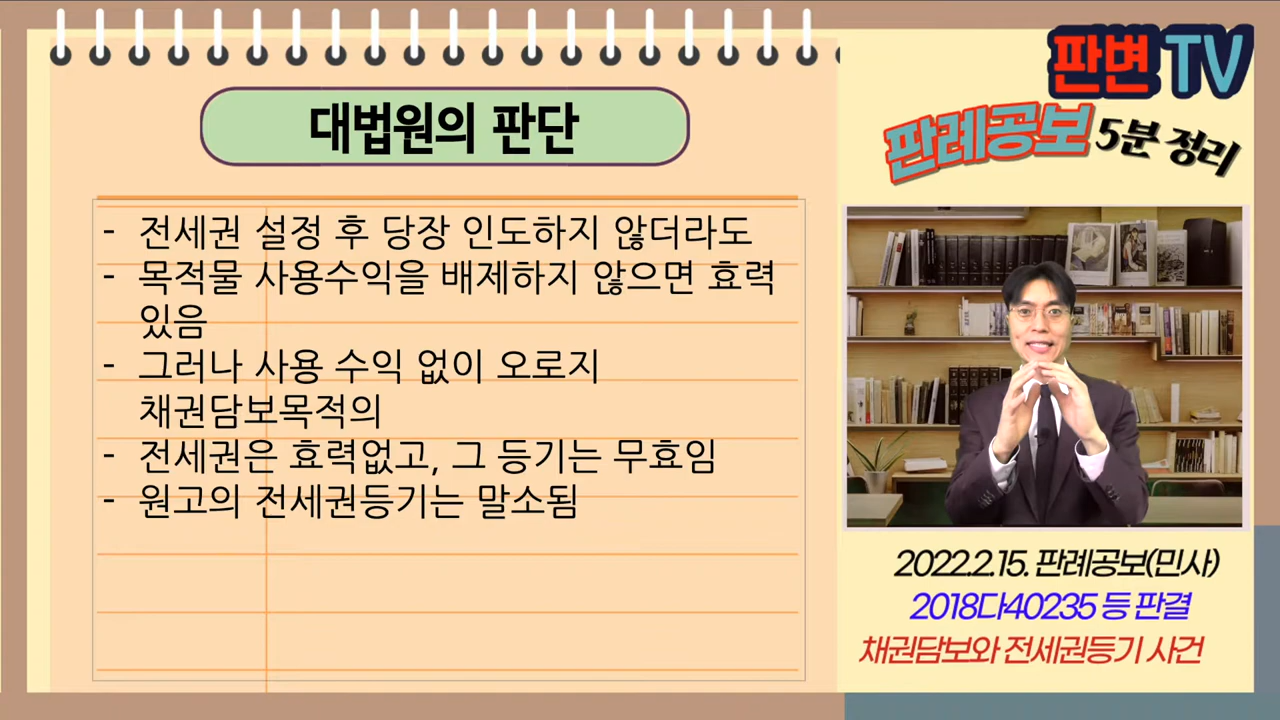 대법원의 판단
- 전세권 설정 후 당장 인도하지 않더라도
- 목적물 사용수익을 배제하지 않으면 효력
있음
- 그러나 사용 수익 없이 오로지
채권담보목적의
- 전세권은 효력없고, 그 등기는 무효임
- 원고의 전세권등기는 말소됨
판변 TV
판례공보 5분 정리
2022.2.15. 판례공보(민사)
2018다40235 등 판결
채권담보와 전세권등기 사건